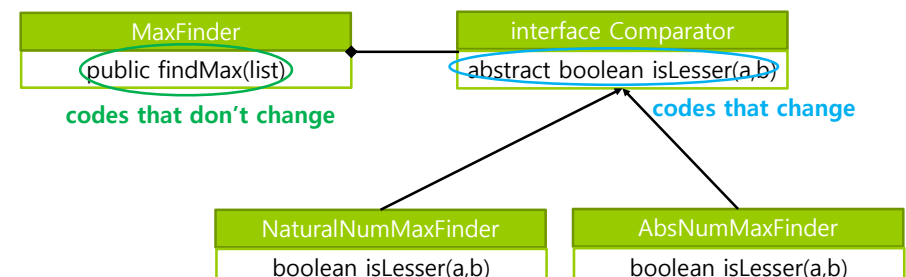 MaxFinder
public findMax(list)
codes that don't change
interface Comparator
abstract boolean isLesser(a,b)
codes that change
NaturalNumMaxFinder
boolean isLesser(a,b)
AbsNumMaxFinder
boolean isLesser(a,b)